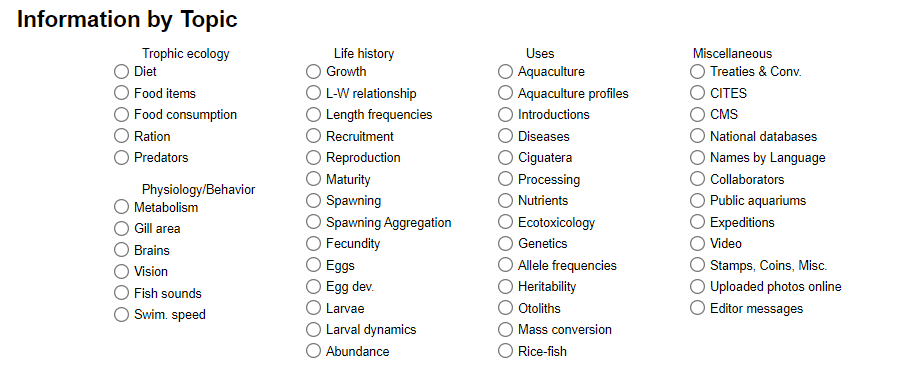 Information by Topic
Trophic ecology
Diet
Food items
Food consumption
Ration
Predators
Physiology/Behavior
Metabolism
Gill area
Brains
Vision
Fish sounds
Swim. speed
Life history
Growth
L-W relationship
Length frequencies
Recruitment
Reproduction
Maturity
Spawning
Spawning Aggregation
Fecundity
Eggs
Egg dev.
Larvae
Larval dynamics
Abundance
Uses
Aquaculture
Aquaculture profiles
Introductions
Diseases
Ciguatera
Processing
Nutrients
Ecotoxicology
Genetics
Allele frequencies
Heritability
Otoliths
Mass conversion
Rice-fish
Miscellaneous
Treaties & Conv.
CITES
CMS
National databases
Names by Language
Collaborators
Public aquariums
Expeditions
Video
Stamps, Coins, Misc.
Uploaded photos online
Editor messages